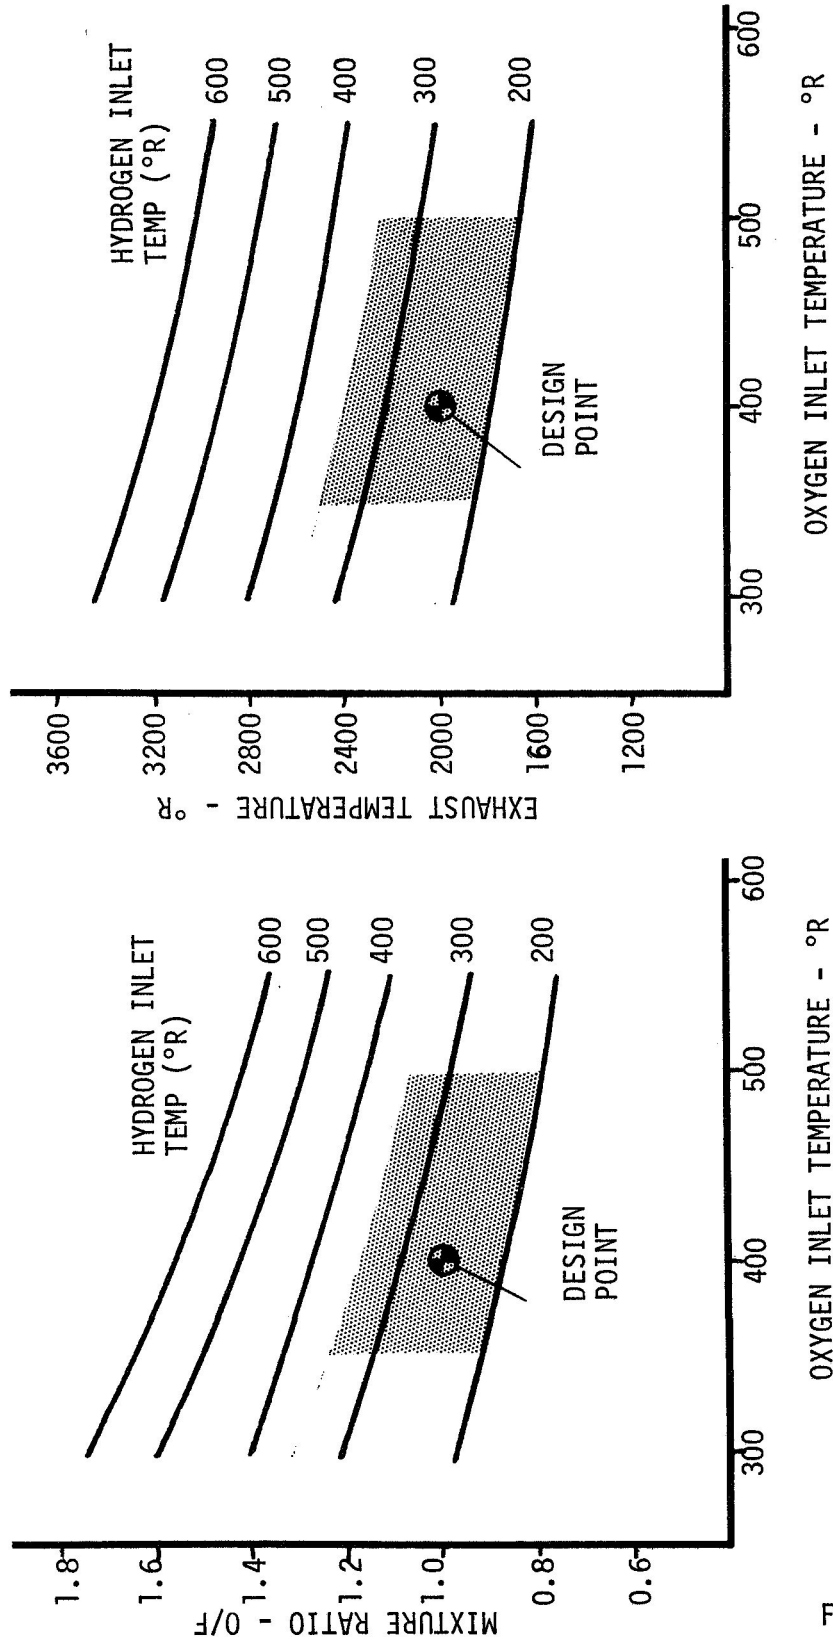 HYDROGEN INLET
TEMP (°R)
600
500
400
300
200
DESIGN
POINT
MIXTURE RATIO - O/F
1.8
1.6
1.4
1.2
1.0
0.8
0.6
300
400
500
600
OXYGEN INLET TEMPERATURE - °R
HYDROGEN INLET
TEMP (°R)
600
500
400
300
200
DESIGN
POINT
EXHAUST TEMPERATURE - °R
3600
3200
2800
2400
2000
1600
1200
300
400
500
600
OXYGEN INLET TEMPERATURE - °R